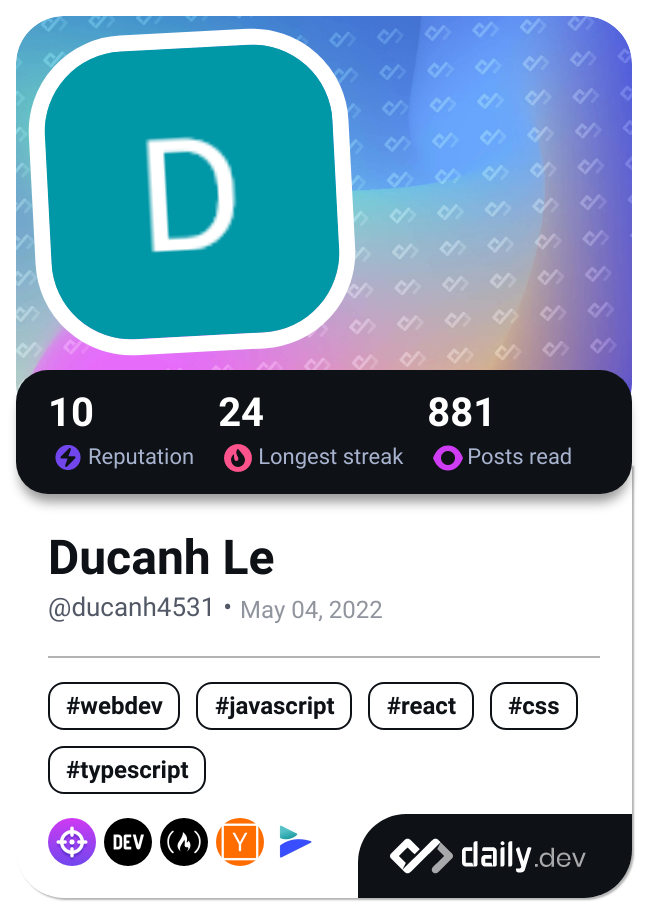 D
10 24 881
Reputation Longest streak Posts read
Ducanh Le
@ducanh4531 • May 04, 2022
#webdev #javascript #react #css
#typescript
DEV Y
daily.dev